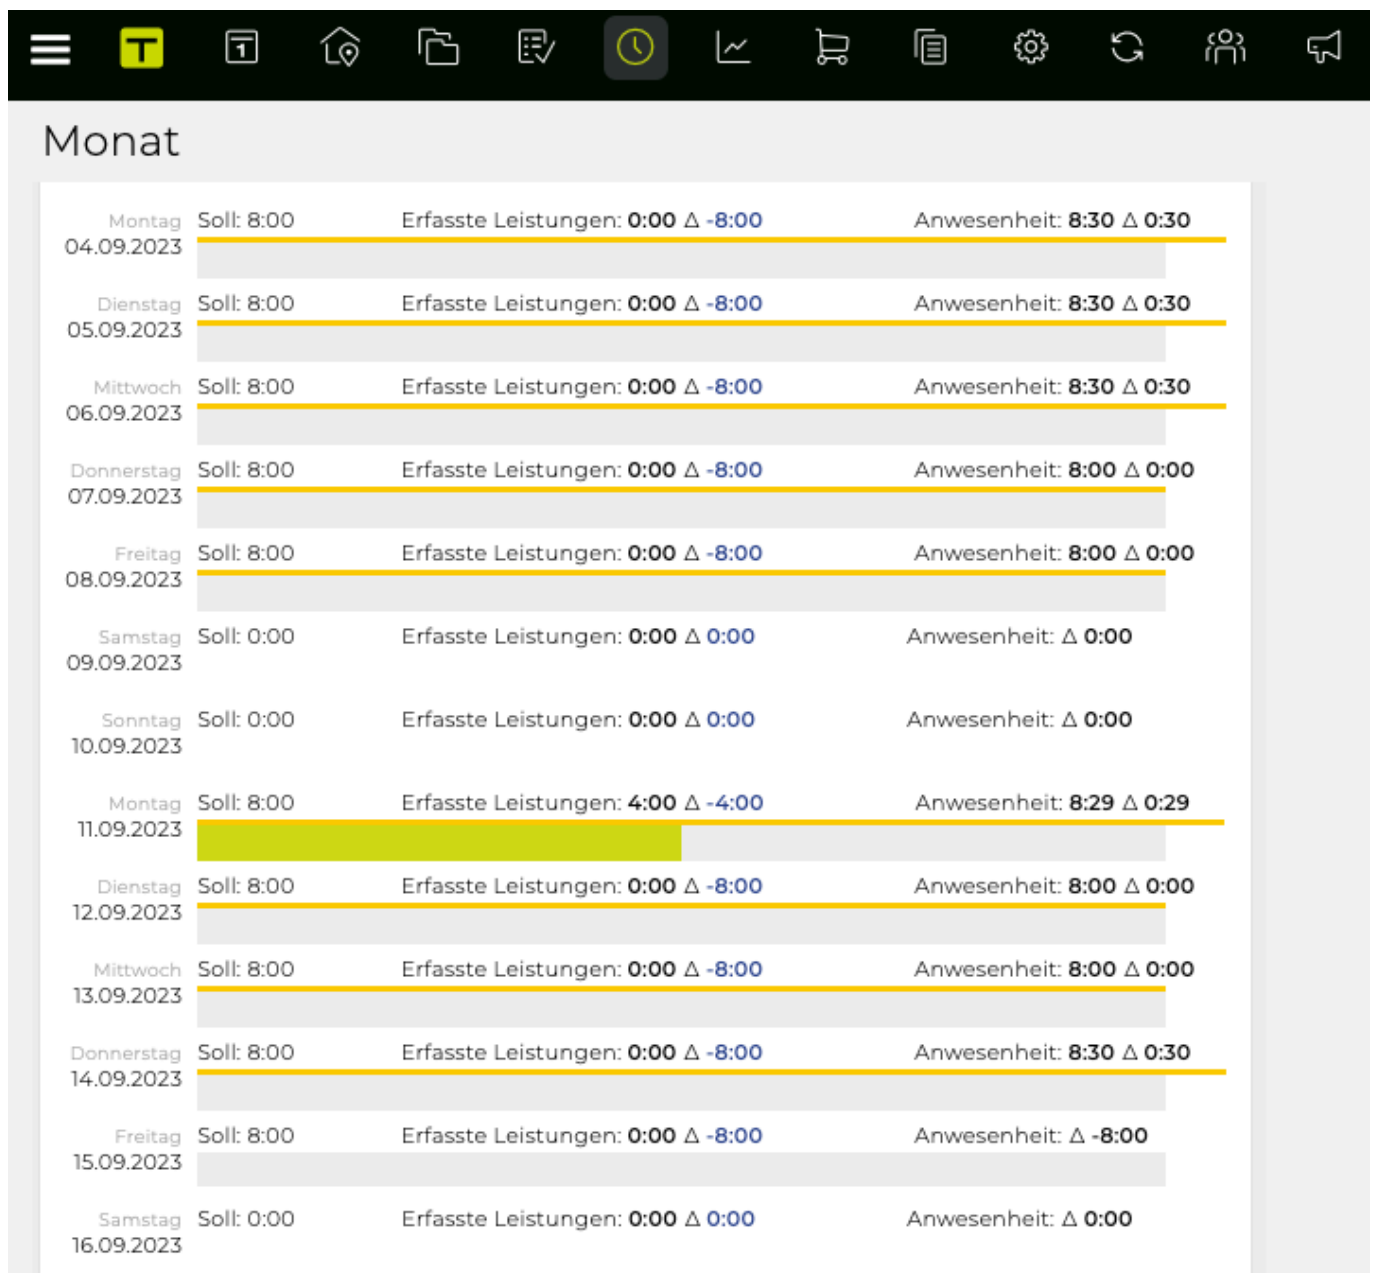 T 1
Monat
Montag Soll: 8:00 Erfasste Leistungen: 0:00 Δ -8:00 Anwesenheit: 8:30 Δ 0:30
04.09.2023
Dienstag Soll: 8:00 Erfasste Leistungen: 0:00 Δ -8:00 Anwesenheit: 8:30 Δ 0:30
05.09.2023
Mittwoch Soll: 8:00 Erfasste Leistungen: 0:00 Δ -8:00 Anwesenheit: 8:30 Δ 0:30
06.09.2023
Donnerstag Soll: 8:00 Erfasste Leistungen: 0:00 Δ -8:00 Anwesenheit: 8:00 Δ 0:00
07.09.2023
Freitag Soll: 8:00 Erfasste Leistungen: 0:00 Δ -8:00 Anwesenheit: 8:00 Δ 0:00
08.09.2023
Samstag Soll: 0:00 Erfasste Leistungen: 0:00 Δ 0:00 Anwesenheit: Δ 0:00
09.09.2023
Sonntag Soll: 0:00 Erfasste Leistungen: 0:00 Δ 0:00 Anwesenheit: Δ 0:00
10.09.2023
Montag Soll: 8:00 Erfasste Leistungen: 4:00 Δ -4:00 Anwesenheit: 8:29 Δ 0:29
11.09.2023
Dienstag Soll: 8:00 Erfasste Leistungen: 0:00 Δ -8:00 Anwesenheit: 8:00 Δ 0:00
12.09.2023
Mittwoch Soll: 8:00 Erfasste Leistungen: 0:00 Δ -8:00 Anwesenheit: 8:00 Δ 0:00
13.09.2023
Donnerstag Soll: 8:00 Erfasste Leistungen: 0:00 Δ -8:00 Anwesenheit: 8:30 Δ 0:30
14.09.2023
Freitag Soll: 8:00 Erfasste Leistungen: 0:00 Δ -8:00 Anwesenheit: Δ -8:00
15.09.2023
Samstag Soll: 0:00 Erfasste Leistungen: 0:00 Δ 0:00 Anwesenheit: Δ 0:00
16.09.2023